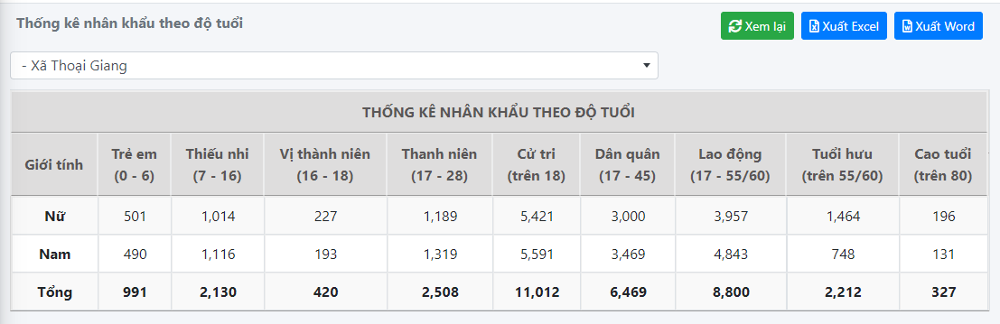 Thống kê nhân khẩu theo độ tuổi
Xem lại Xuất Excel Xuất Word
- Xã Thoại Giang
THỐNG KÊ NHÂN KHẨU THEO ĐỘ TUỔI
Giới tính Trẻ em (0 - 6) Thiếu nhi (7 - 16) Vị thành niên (16 - 18) Thanh niên (17 - 28) Cử tri (trên 18) Dân quân (17 - 45) Lao động (17 - 55/60) Tuổi hưu (trên 55/60) Cao tuổi (trên 80)
Nữ 501 1,014 227 1,189 5,421 3,000 3,957 1,464 196
Nam 490 1,116 193 1,319 5,591 3,469 4,843 748 131
Tổng 991 2,130 420 2,508 11,012 6,469 8,800 2,212 327